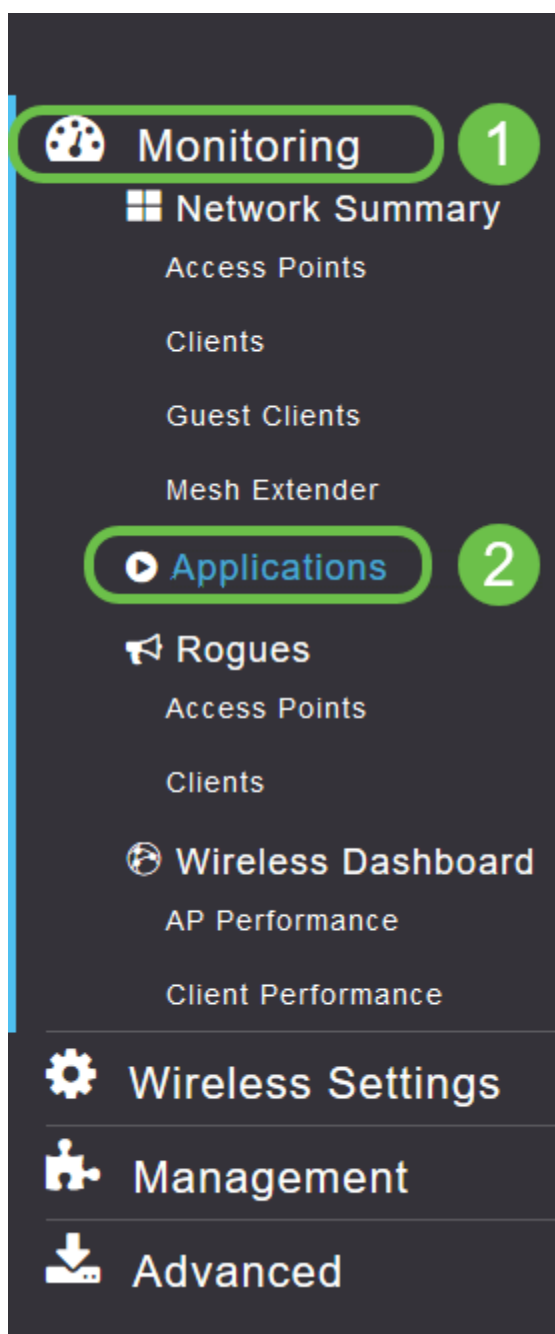 Monitoring 1
Network Summary
Access Points
Clients
Guest Clients
Mesh Extender
Applications 2
Rogues
Access Points
Clients
Wireless Dashboard
AP Performance
Client Performance
Wireless Settings
Management
Advanced